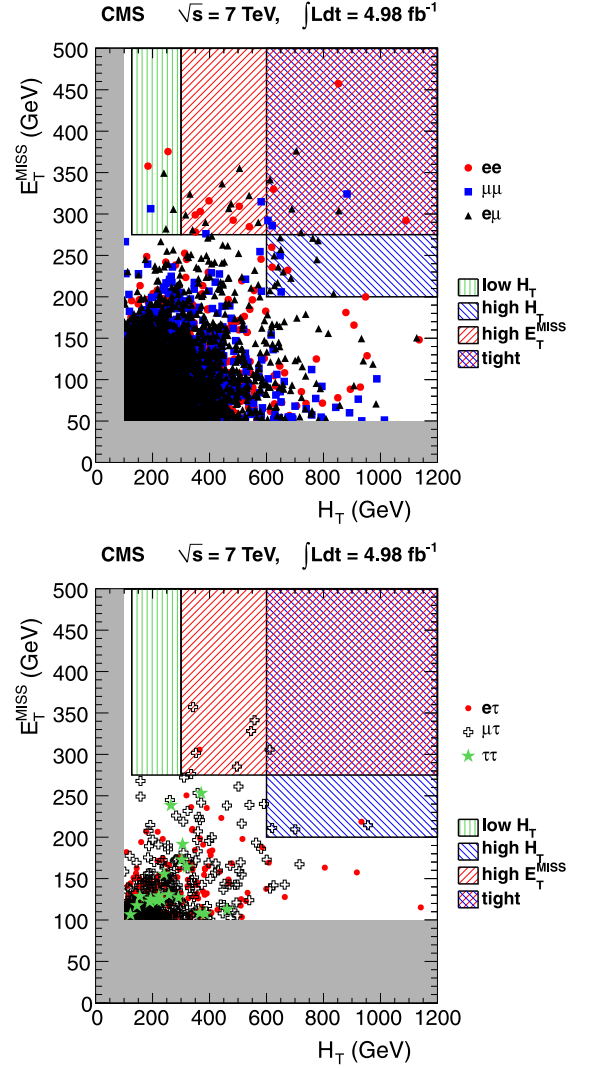 CMS √s = 7 TeV, ∫Ldt = 4.98 fb⁻¹
E_T^MISS (GeV)
500
450
400
350
300
250
200
150
100
50
0
0 200 400 600 800 1000 1200
H_T (GeV)
ee
μμ
eμ
low H_T
high H_T
high E_T^MISS
tight
CMS √s = 7 TeV, ∫Ldt = 4.98 fb⁻¹
E_T^MISS (GeV)
500
450
400
350
300
250
200
150
100
50
0
0 200 400 600 800 1000 1200
H_T (GeV)
eτ
μτ
ττ
low H_T
high H_T
high E_T^MISS
tight